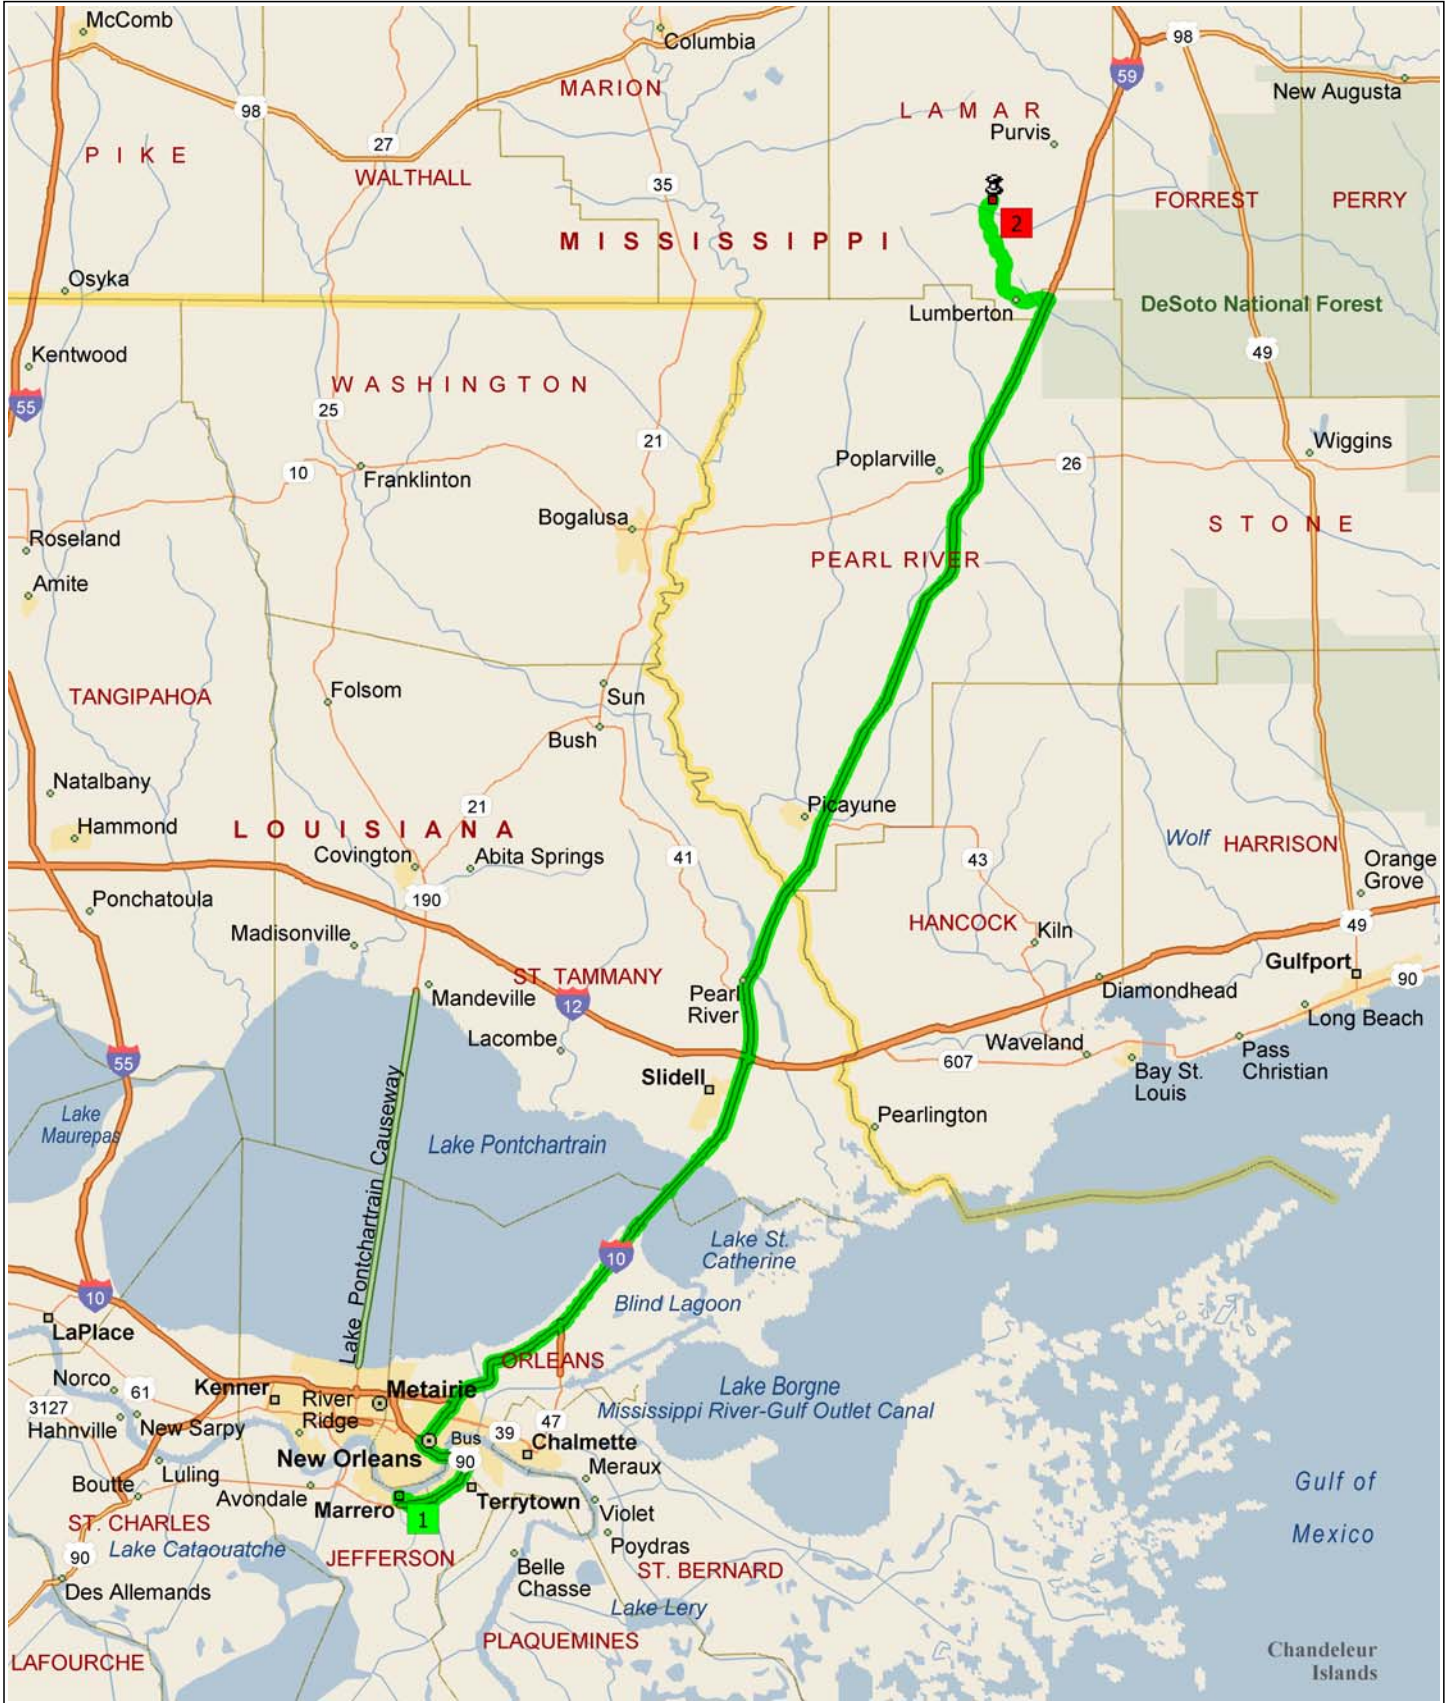 McComb
Columbia
98
59
98
New Augusta
MARION
LAMAR
Purvis
27
PIKE
WALTHALL
35
FORREST
PERRY
2
MISSISSIPPI
Osyka
Lumberton
DeSoto National Forest
Kentwood
49
55
WASHINGTON
25
21
Wiggins
Poplarville
26
10
Franklinton
Bogalusa
STONE
Roseland
PEARL RIVER
Amite
TANGIPAHOA
Folsom
Sun
Bush
Natalbany
21
Picayune
Hammond
LOUISIANA
Wolf
HARRISON
Covington
Abita Springs
41
43
Orange
Grove
190
Ponchatoula
HANCOCK
Kiln
49
Madisonville
Gulfport
ST. TAMMANY
90
Mandeville
Pearl
River
Diamondhead
12
Long Beach
Lacombe
Waveland
55
607
Pass
Christian
Slidell
Bay St.
Louis
Lake
Maurepas
Pearlington
Lake Pontchartrain Causeway
Lake Pontchartrain
Lake St.
Catherine
10
10
Blind Lagoon
LaPlace
ORLEANS
Norco
61
Kenner
Metairie
Lake Borgne
3127
River
Ridge
Mississippi River-Gulf Outlet Canal
Hahnville
New Sarpy
47
39
Bus
90
Chalmette
New Orleans
Meraux
Luling
Boutte
Avondale
Marrero
Terrytown
Gulf of
Mexico
1
Violet
ST. CHARLES
Poydras
Lake Cataouatche
90
JEFFERSON
Belle
Chasse
ST. BERNARD
Des Allemands
Lake Lery
PLAQUEMINES
LAFOURCHE
Chandeleur
Islands